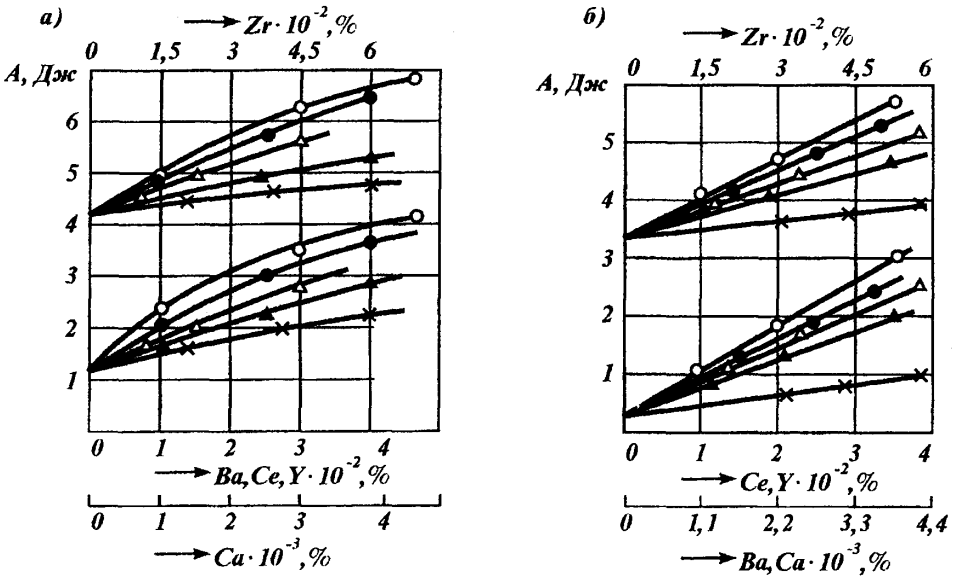 а)
Zr · 10⁻², %
0 1,5 3 4,5 6
А, Дж
6
5
4
3
2
1
0 1 2 3 4
Ba, Ce, Y · 10⁻², %
0 1 2 3 4
Ca · 10⁻³, %
б)
Zr · 10⁻², %
0 1,5 3 4,5 6
А, Дж
5
4
3
2
1
0 1 2 3 4
Ce, Y · 10⁻², %
0 1,1 2,2 3,3 4,4
Ba, Ca · 10⁻³, %